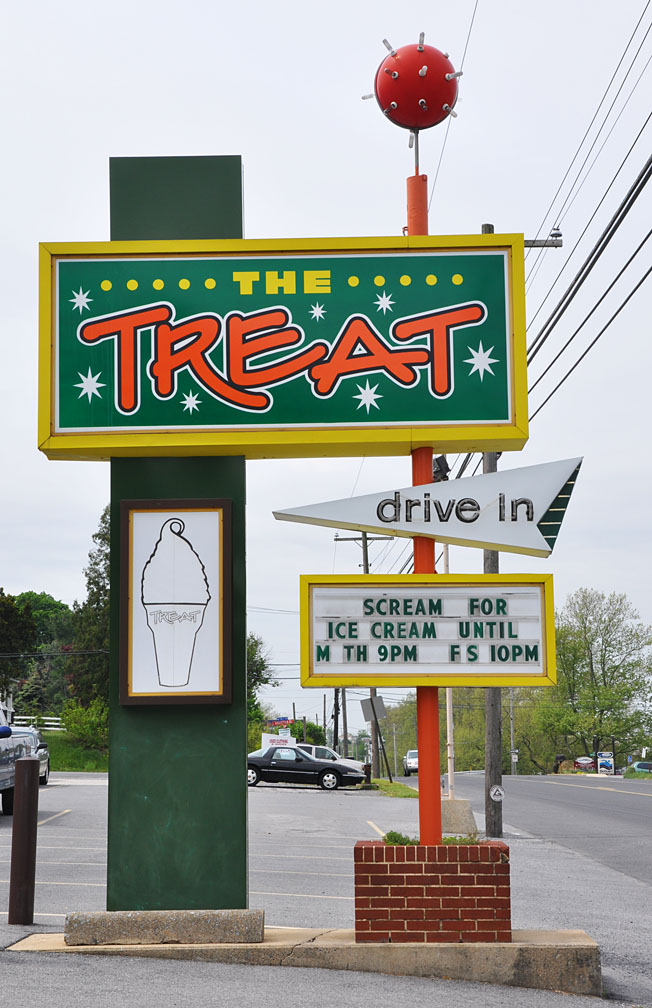 THE
TREAT
drive in
SCREAM FOR
ICE CREAM UNTIL
M TH 9PM F S 10PM
TREAT